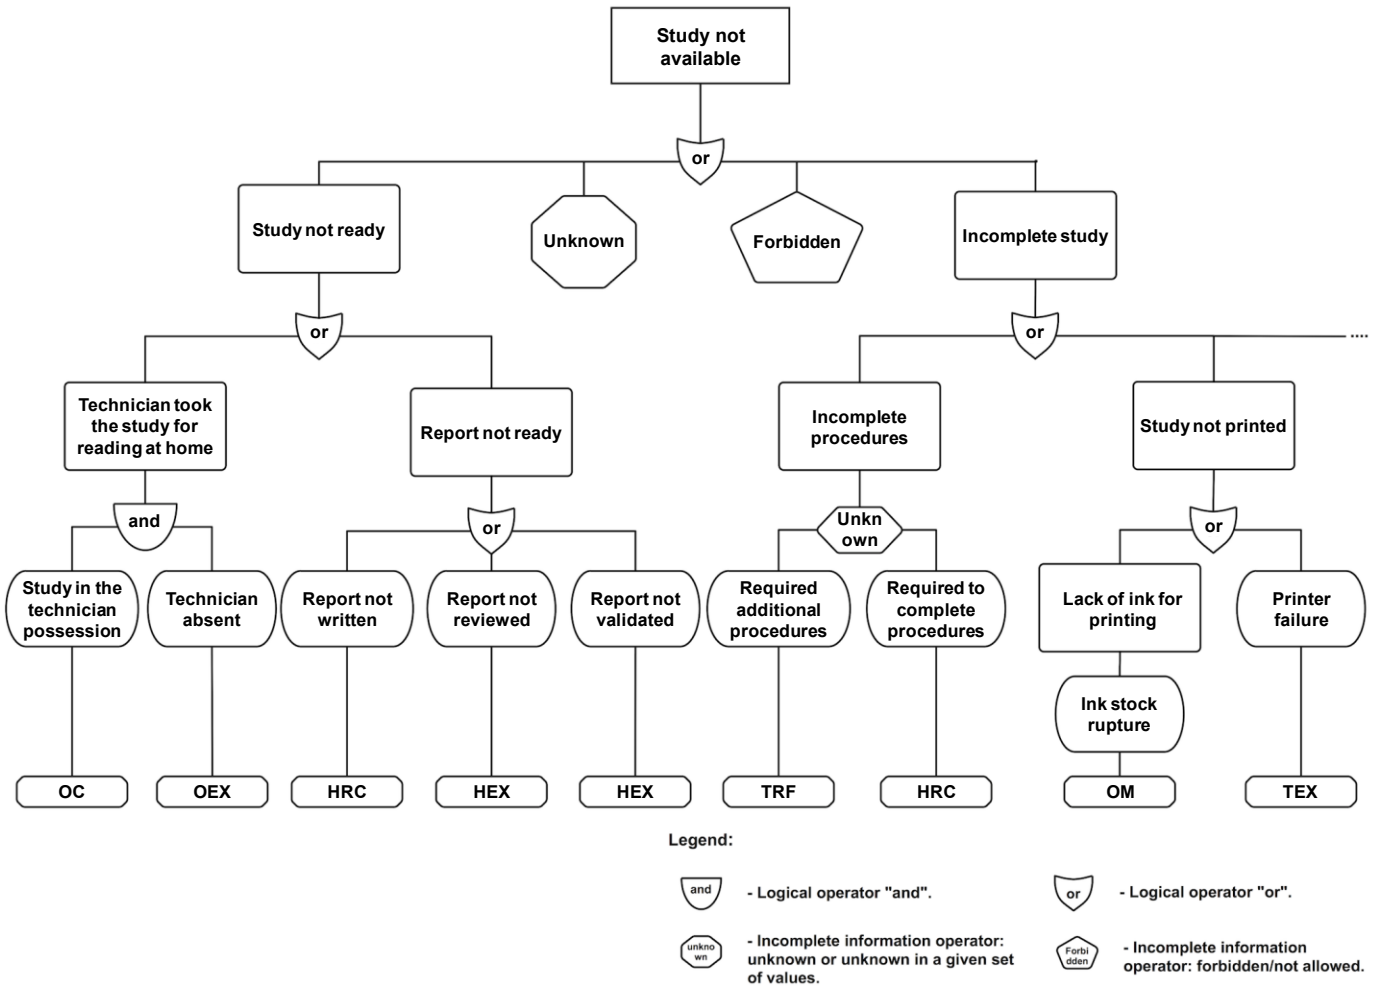 Study not
available
or
Study not ready
Unknown
Forbidden
Incomplete study
or
or
....
Technician took
the study for
reading at home
Report not ready
Incomplete
procedures
Study not printed
and
or
Unkn
own
or
Study in the
technician
possession
Technician
absent
Report not
written
Report not
reviewed
Report not
validated
Required
additional
procedures
Required to
complete
procedures
Lack of ink for
printing
Printer
failure
Ink stock
rupture
OC
OEX
HRC
HEX
HEX
TRF
HRC
OM
TEX
Legend:
and
- Logical operator "and".
or
- Logical operator "or".
unkno
wn
- Incomplete information operator:
unknown or unknown in a given set
of values.
Forbi
dden
- Incomplete information
operator: forbidden/not allowed.